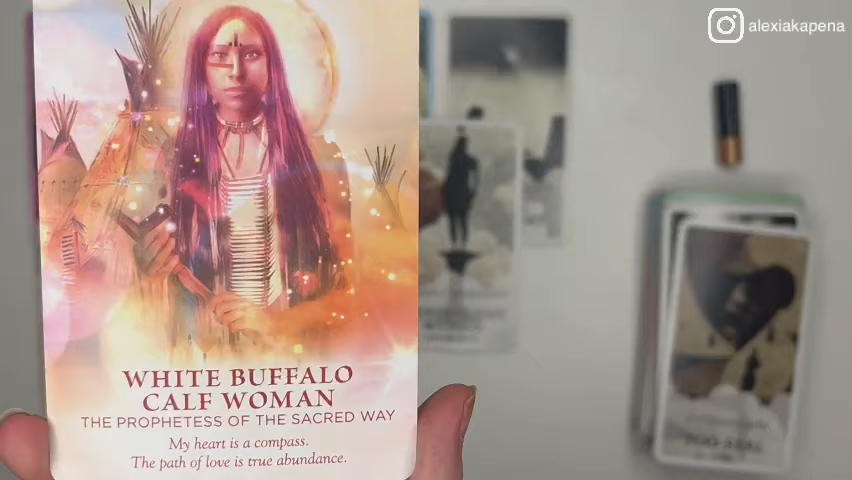 alexiakapena
WHITE BUFFALO
CALF WOMAN
THE PROPHETESS OF THE SACRED WAY
My heart is a compass.
The path of love is true abundance.